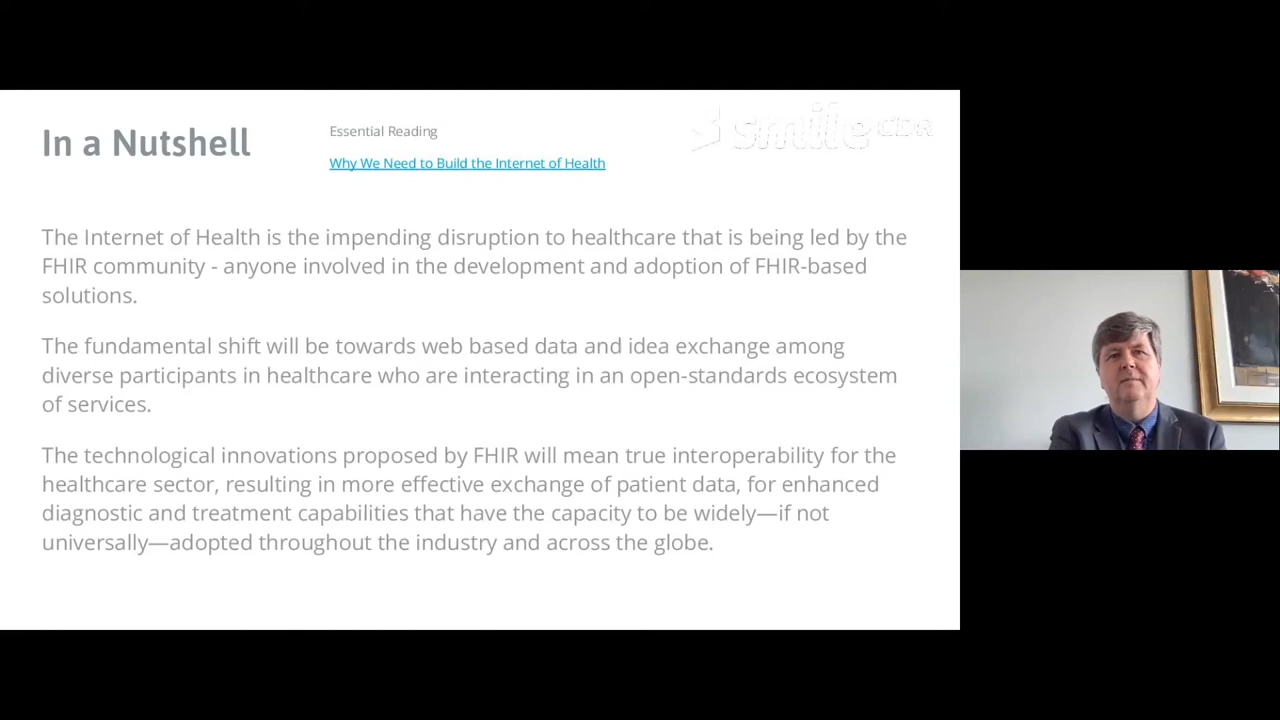 In a Nutshell
Essential Reading
Why We Need to Build the Internet of Health
smile CDR
The Internet of Health is the impending disruption to healthcare that is being led by the
FHIR community - anyone involved in the development and adoption of FHIR-based
solutions.
The fundamental shift will be towards web based data and idea exchange among
diverse participants in healthcare who are interacting in an open-standards ecosystem
of services.
The technological innovations proposed by FHIR will mean true interoperability for the
healthcare sector, resulting in more effective exchange of patient data, for enhanced
diagnostic and treatment capabilities that have the capacity to be widely—if not
universally—adopted throughout the industry and across the globe.